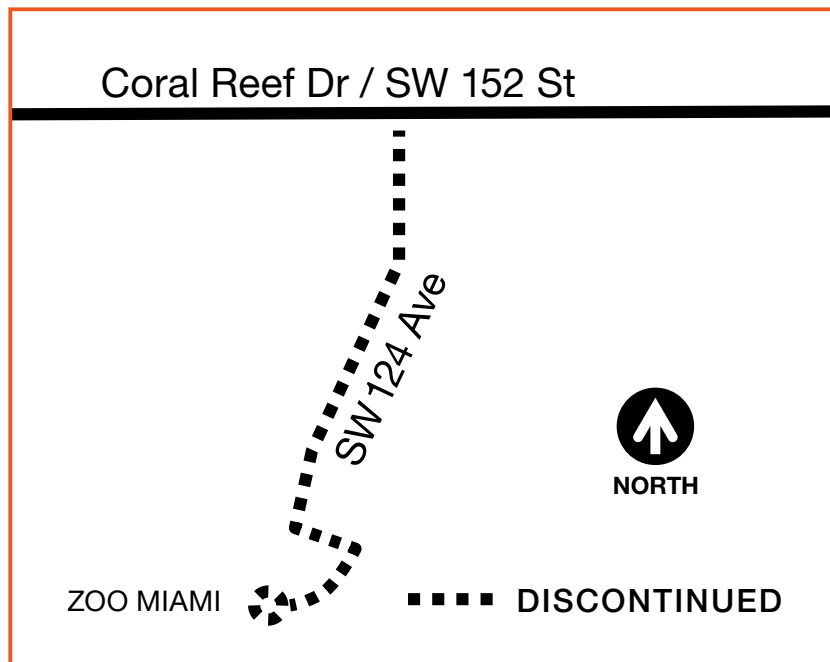 Coral Reef Dr / SW 152 St
SW 124 Ave
NORTH
ZOO MIAMI
DISCONTINUED